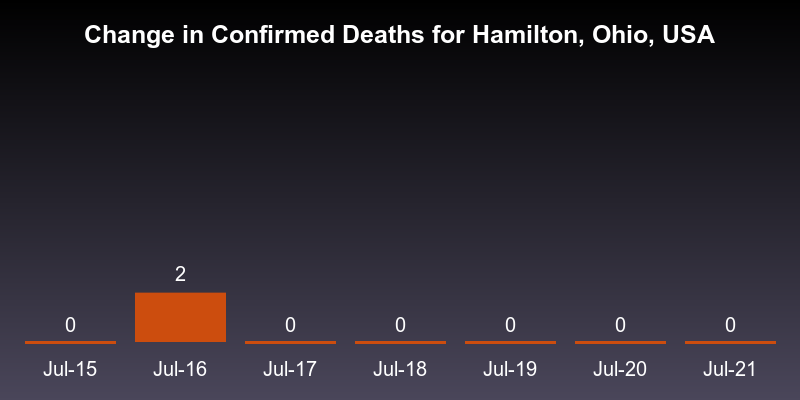 Change in Confirmed Deaths for Hamilton, Ohio, USA
0 2 0 0 0 0 0
Jul-15 Jul-16 Jul-17 Jul-18 Jul-19 Jul-20 Jul-21